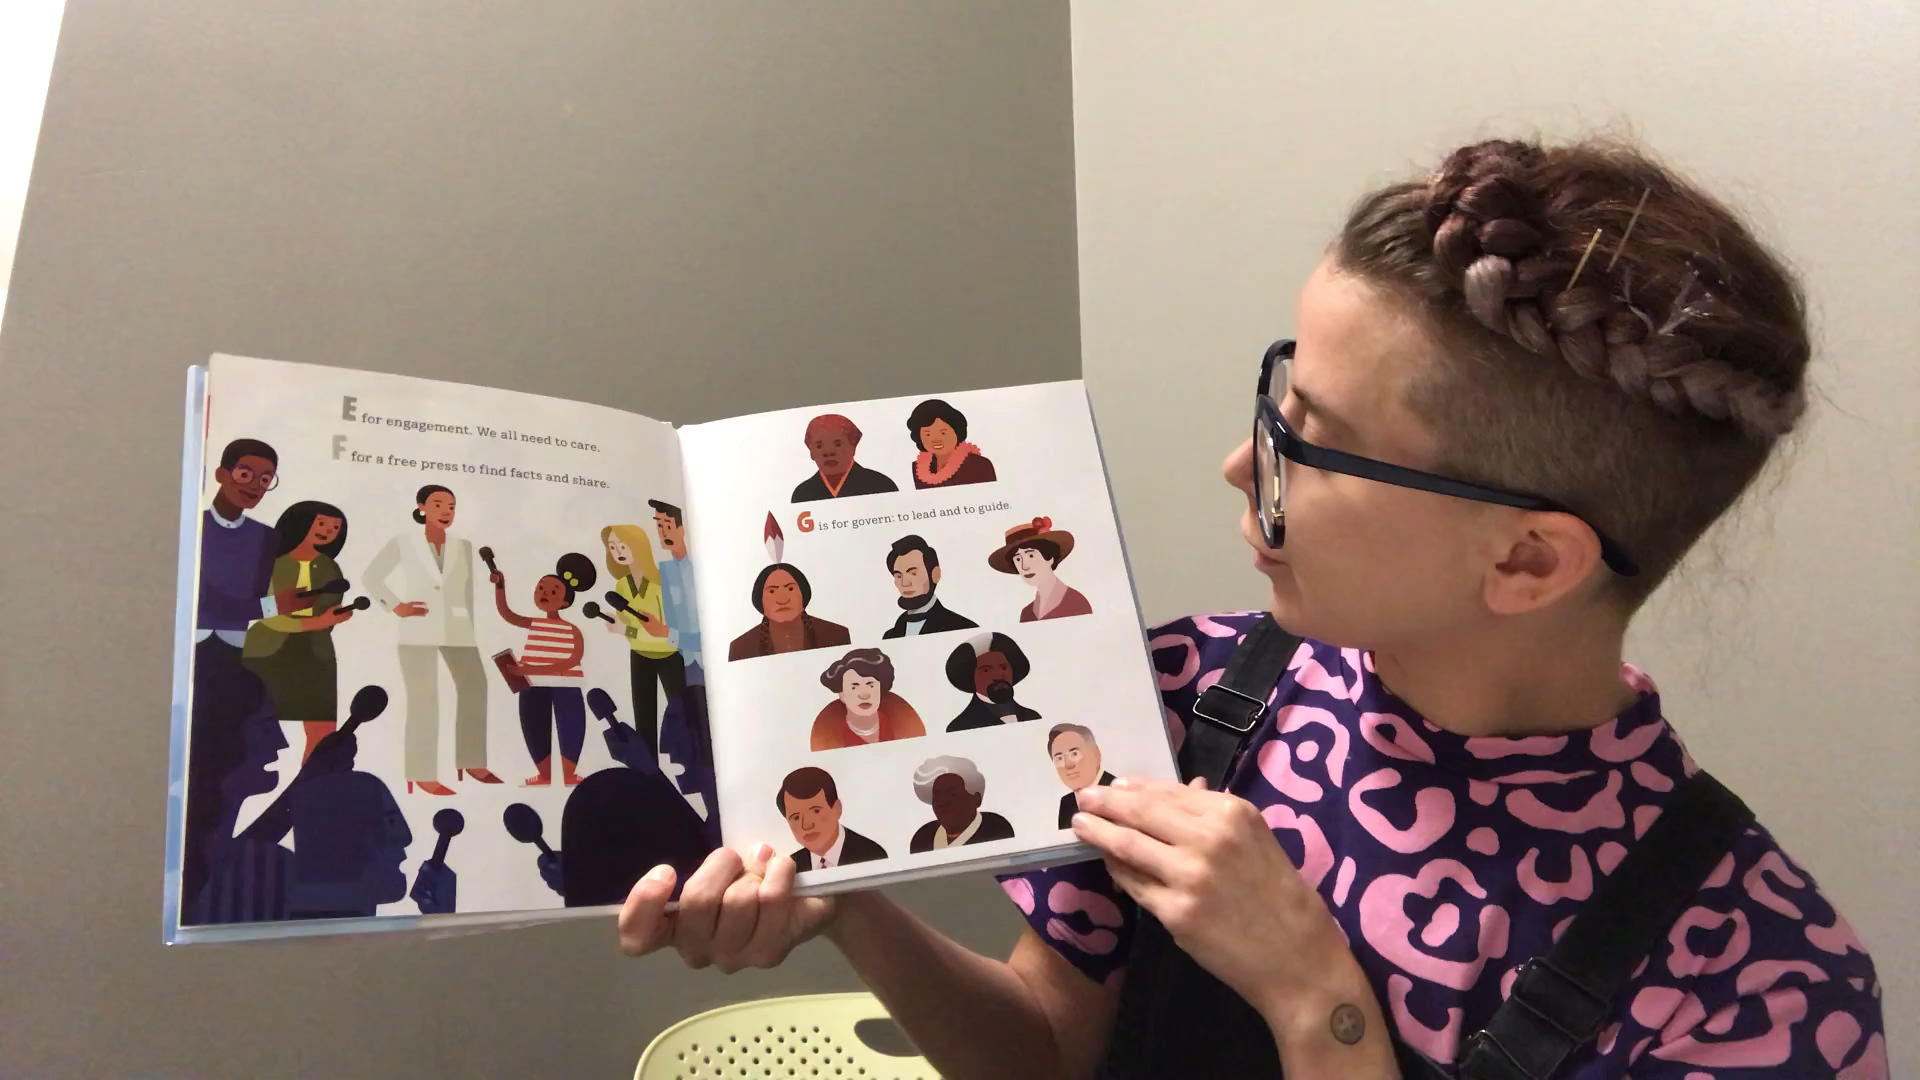 E for engagement. We all need to care.
F for a free press to find facts and share.
G is for govern: to lead and to guide.